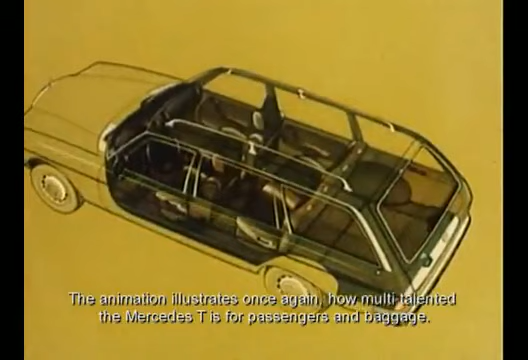 The animation illustrates once again, how multi-talented
the Mercedes T is for passengers and baggage.